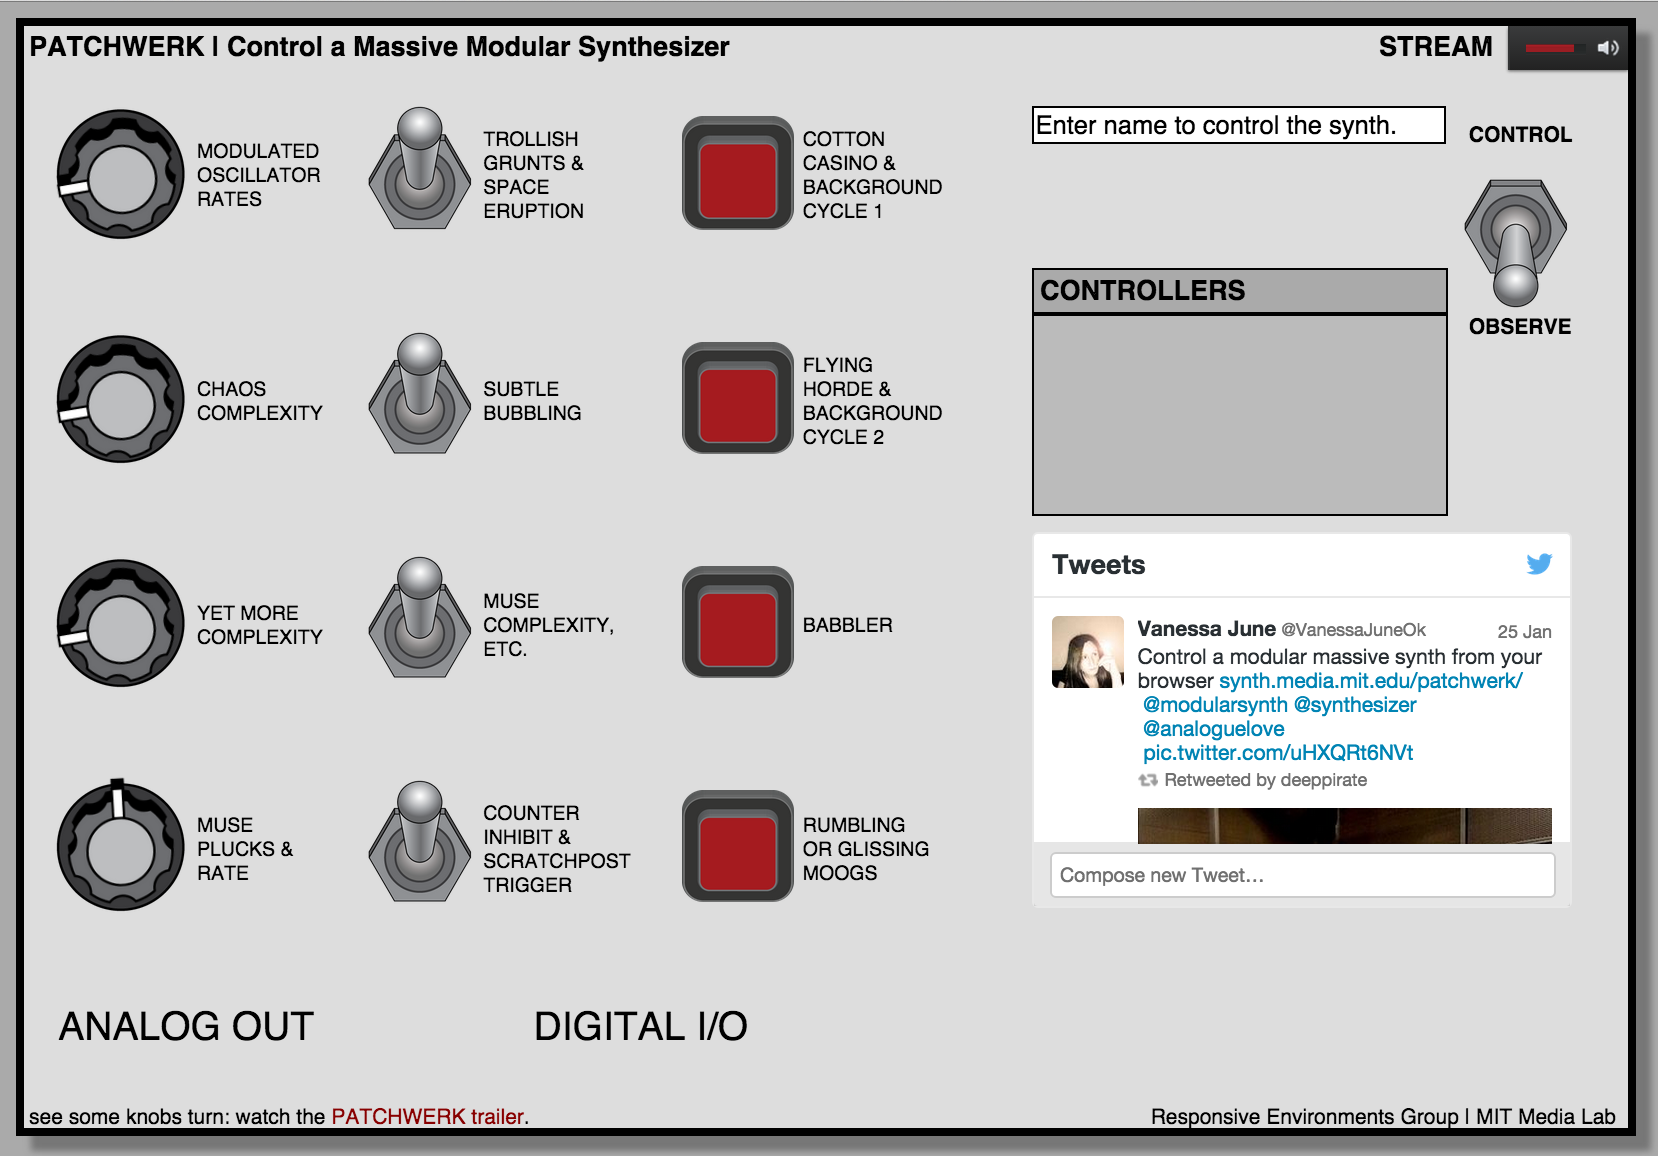 PATCHWERK | Control a Massive Modular Synthesizer
STREAM
MODULATED
OSCILLATOR
RATES
TROLLISH
GRUNTS &
SPACE
ERUPTION
COTTON
CASINO &
BACKGROUND
CYCLE 1
Enter name to control the synth.
CONTROL
OBSERVE
CONTROLLERS
CHAOS
COMPLEXITY
SUBTLE
BUBBLING
FLYING
HORDE &
BACKGROUND
CYCLE 2
YET MORE
COMPLEXITY
MUSE
COMPLEXITY,
ETC.
BABBLER
MUSE
PLUCKS &
RATE
COUNTER
INHIBIT &
SCRATCHPOST
TRIGGER
RUMBLING
OR GLISSING
MOOGS
Tweets
Vanessa June @VanessaJuneOk 25 Jan
Control a modular massive synth from your
browser synth.media.mit.edu/patchwerk/
@modularsynth @synthesizer
@analoguelove
pic.twitter.com/uHXQRt6NVt
Retweeted by deeppirate
Compose new Tweet...
ANALOG OUT
DIGITAL I/O
see some knobs turn: watch the PATCHWERK trailer.
Responsive Environments Group | MIT Media Lab